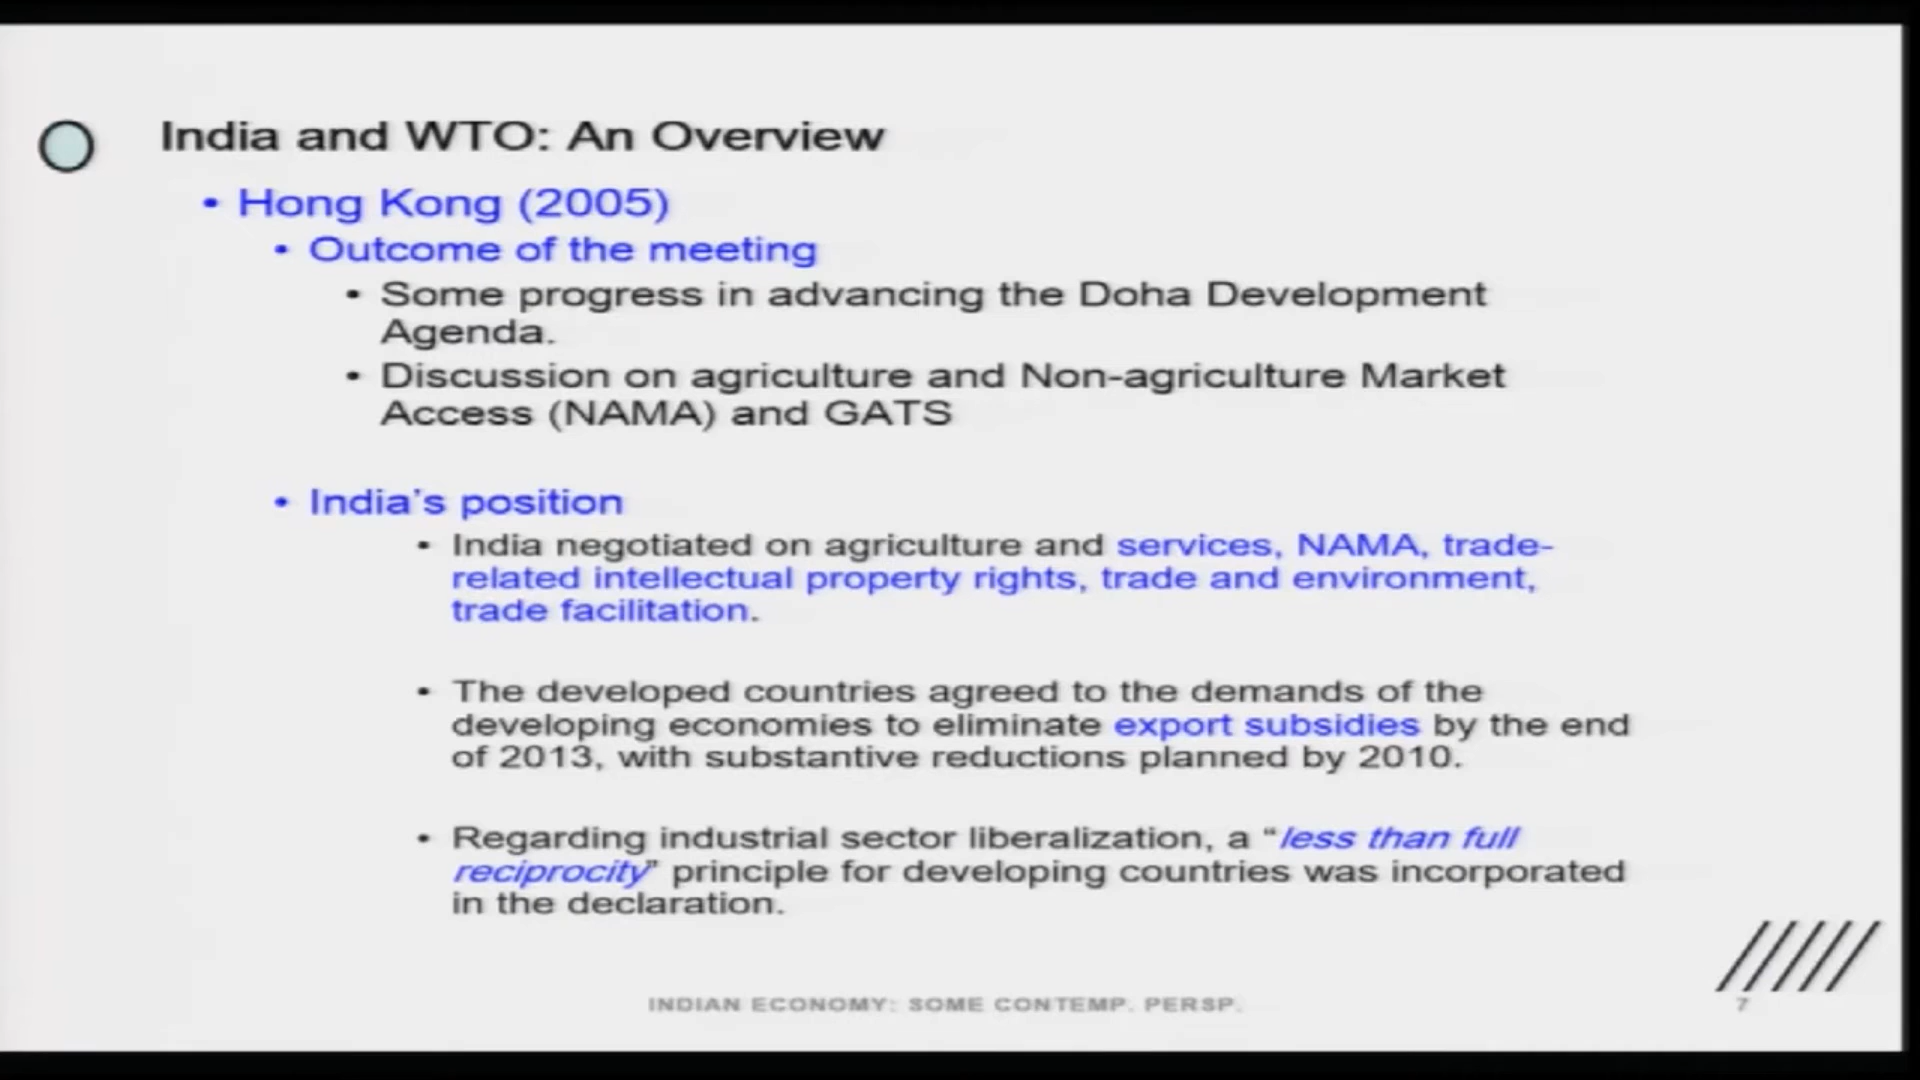 India and WTO: An Overview
• Hong Kong (2005)
• Outcome of the meeting
• Some progress in advancing the Doha Development
Agenda.
• Discussion on agriculture and Non-agriculture Market
Access (NAMA) and GATS
• India's position
• India negotiated on agriculture and services, NAMA, trade-
related intellectual property rights, trade and environment,
trade facilitation.
• The developed countries agreed to the demands of the
developing economies to eliminate export subsidies by the end
of 2013, with substantive reductions planned by 2010.
• Regarding industrial sector liberalization, a “less than full
reciprocity” principle for developing countries was incorporated
in the declaration.
INDIAN ECONOMY: SOME CONTEMP. PERSP.
7